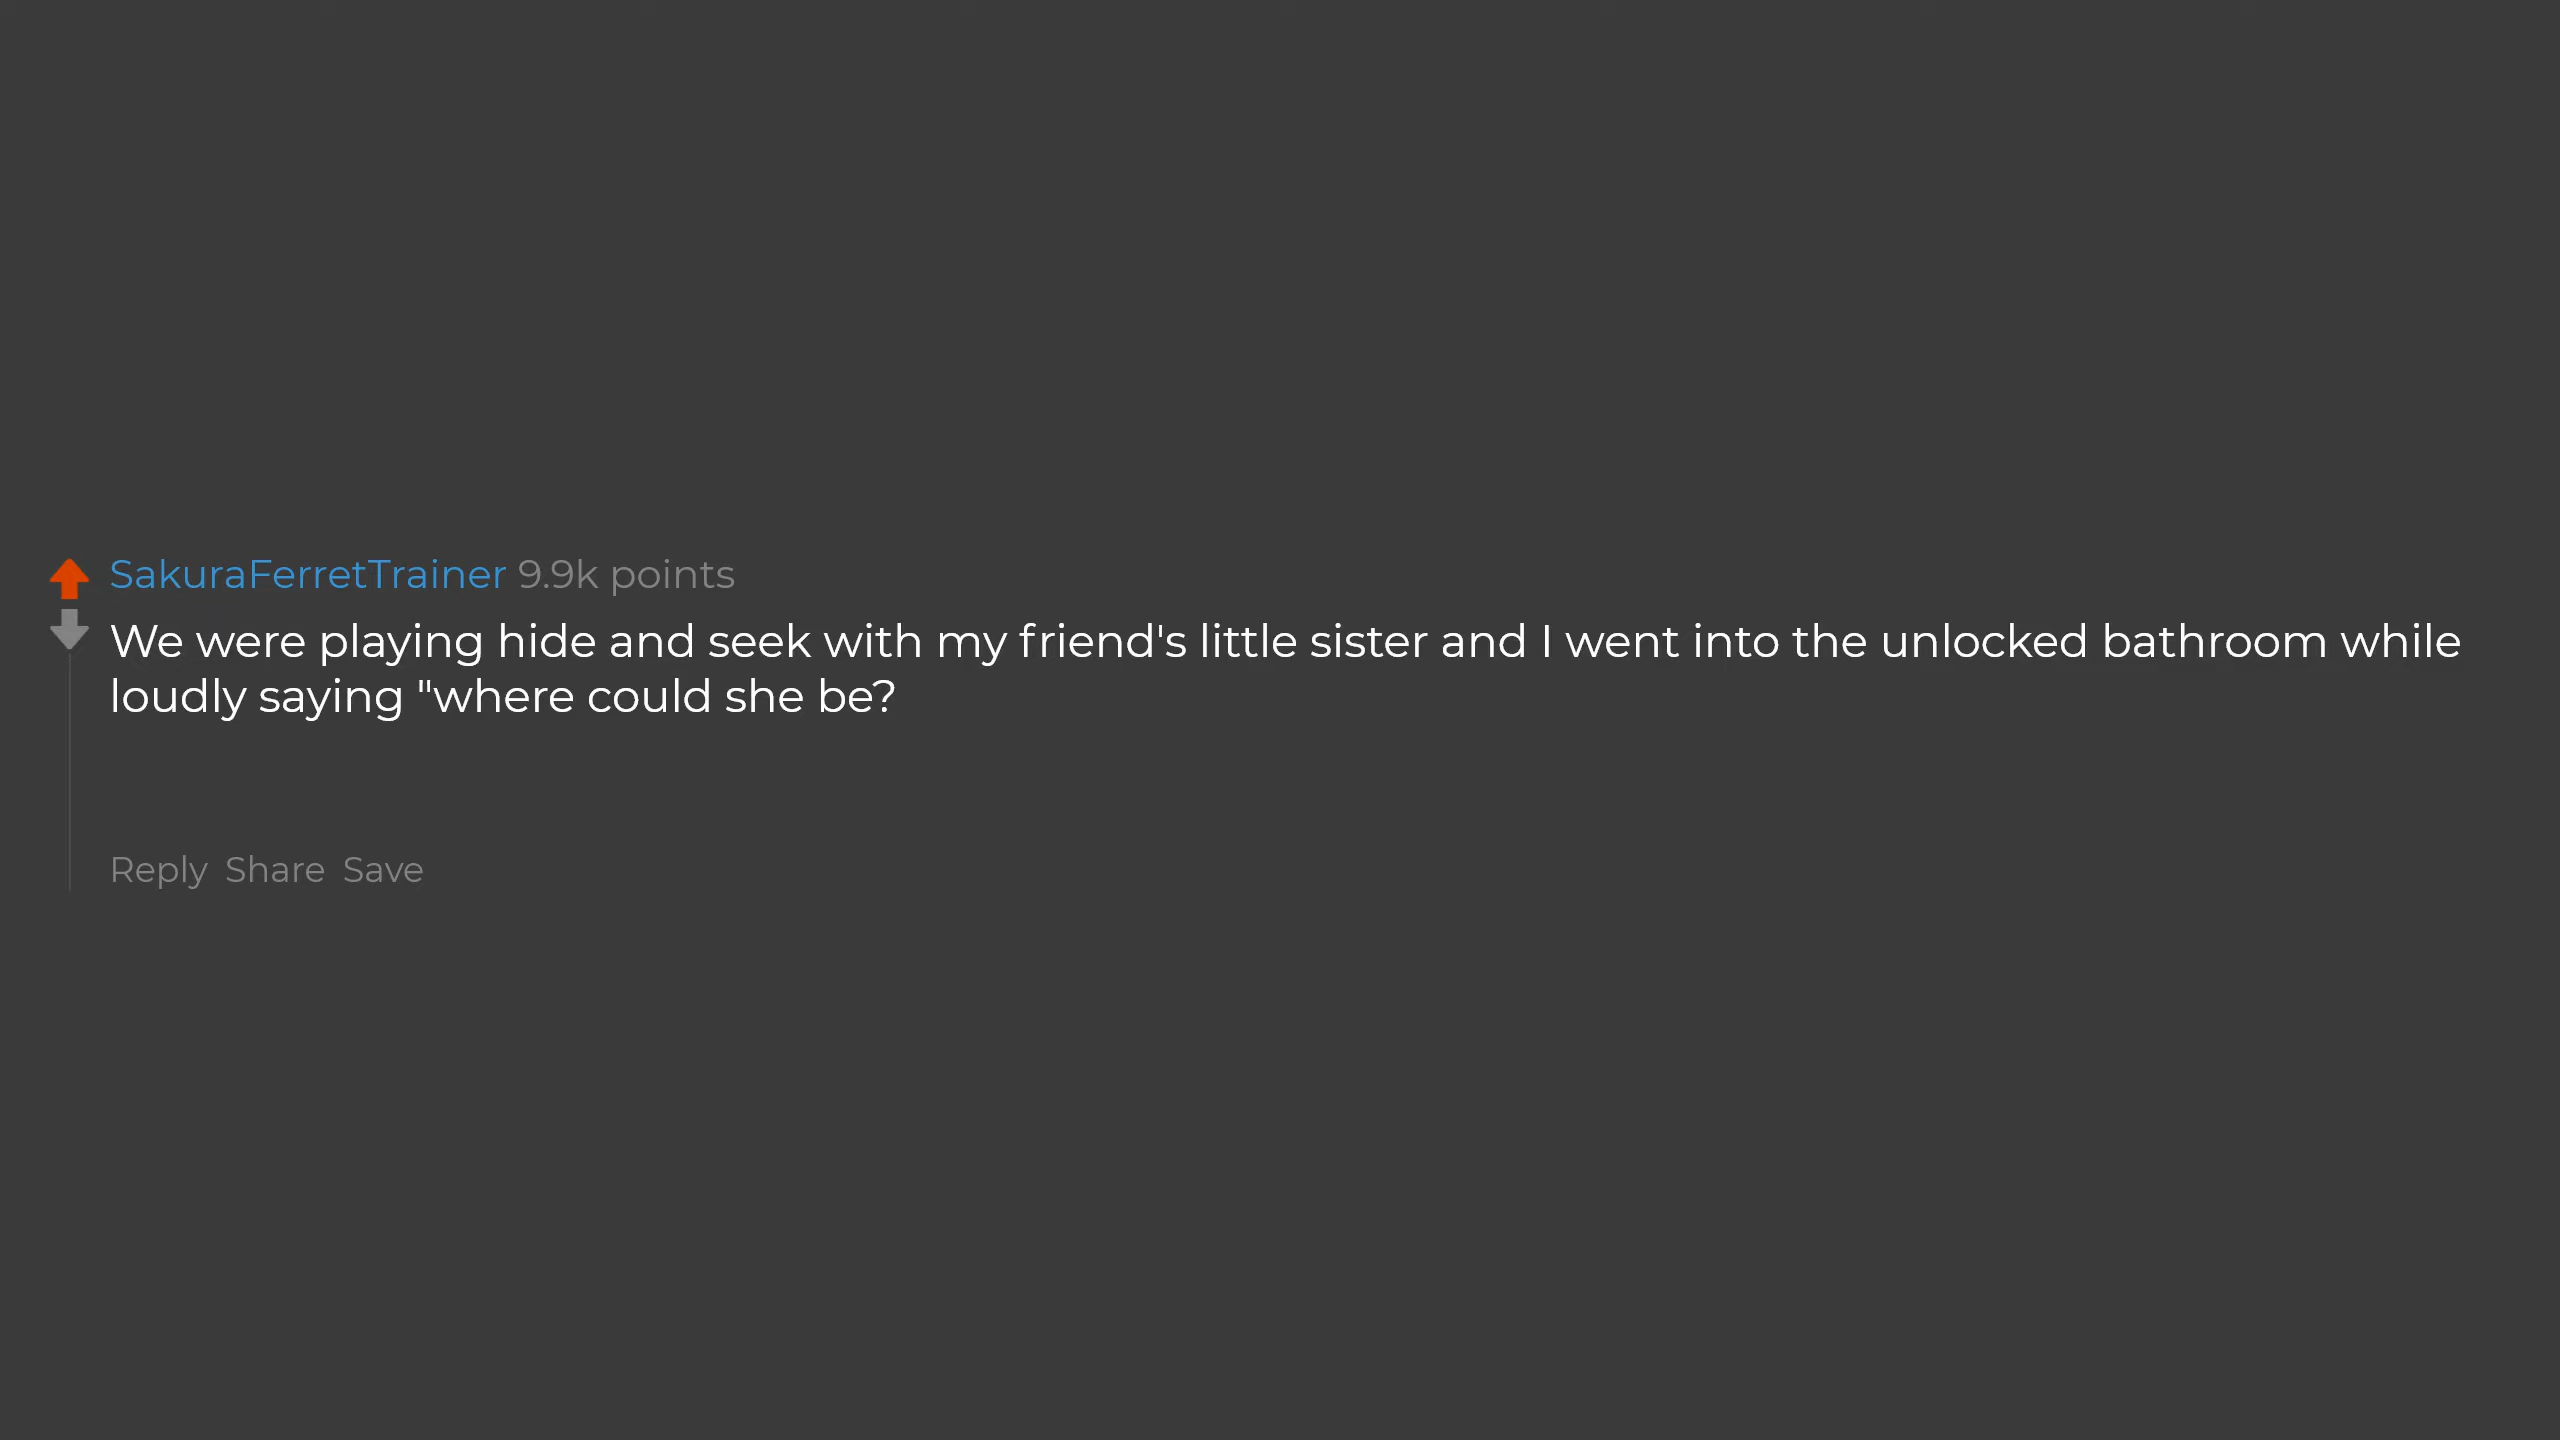 SakuraFerretTrainer 9.9k points
We were playing hide and seek with my friend's little sister and I went into the unlocked bathroom while
loudly saying "where could she be?
Reply Share Save